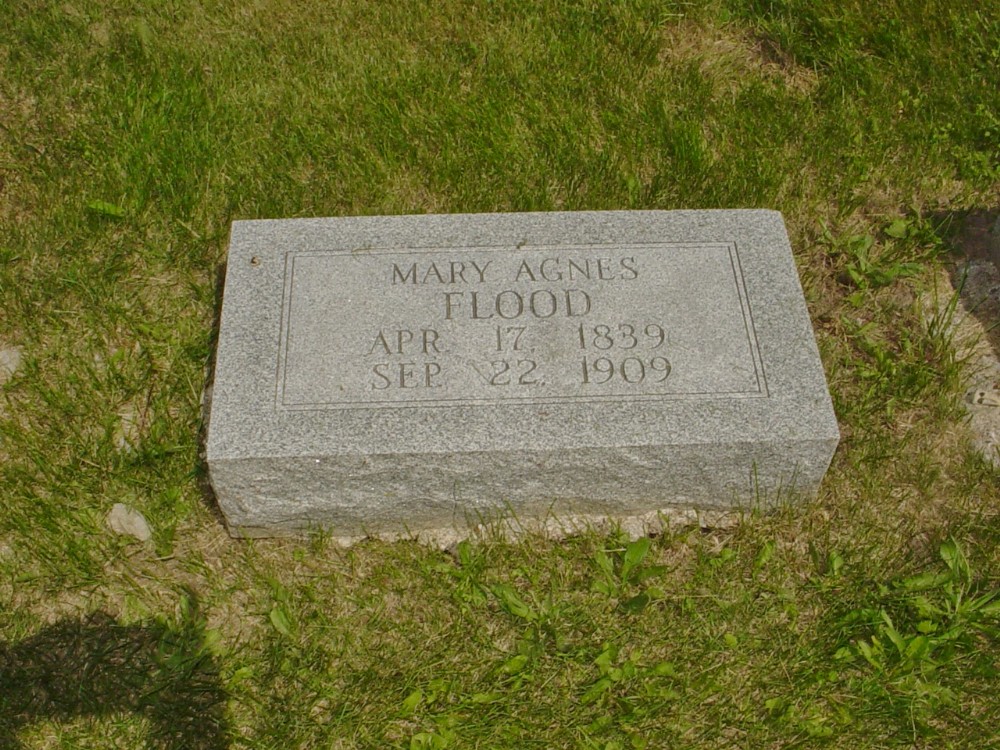 MARY AGNES
FLOOD
APR. 17, 1839
SEP. 22, 1909